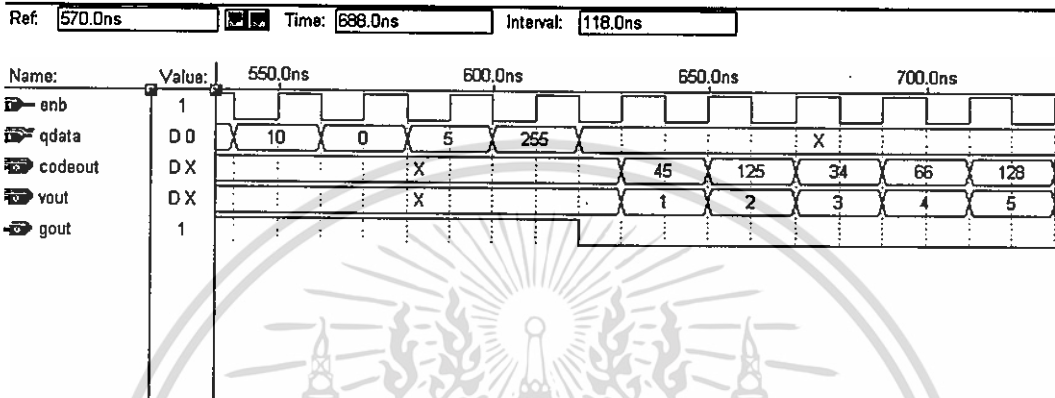 Ref: 570.0ns Time: 688.0ns Interval: 118.0ns
Name: Value: 550.0ns 600.0ns 650.0ns 700.0ns
enb 1
qdata D 0 10 0 5 255 X
codeout D X X 45 125 34 66 128
vout D X X 1 2 3 4 5
gout 1